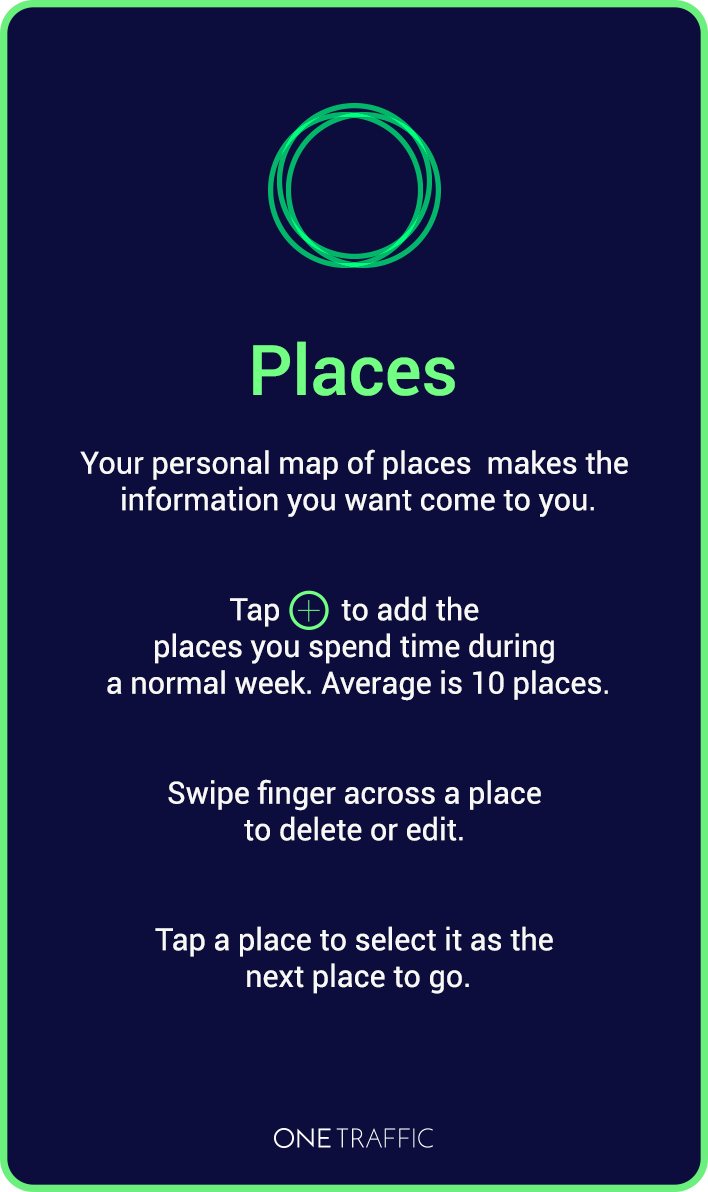 Places
Your personal map of places  makes the
information you want come to you.
Tap ⊕ to add the
places you spend time during
a normal week. Average is 10 places.
Swipe finger across a place
to delete or edit.
Tap a place to select it as the
next place to go.
ONETRAFFIC